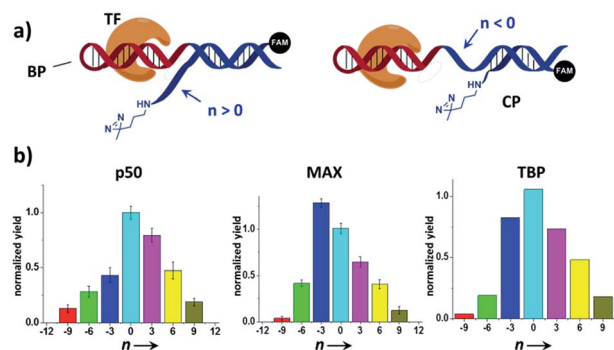 a)
TF
BP
FAM
HN
N
N
n > 0
n < 0
FAM
HN
N
N
CP
b)
p50
normalized yield
1.0
0.5
0.0
-12 -9 -6 -3 0 3 6 9 12
n →
MAX
normalized yield
1.0
0.5
0.0
-12 -9 -6 -3 0 3 6 9 12
n →
TBP
normalized yield
1.0
0.5
0.0
-9 -6 -3 0 3 6 9
n →